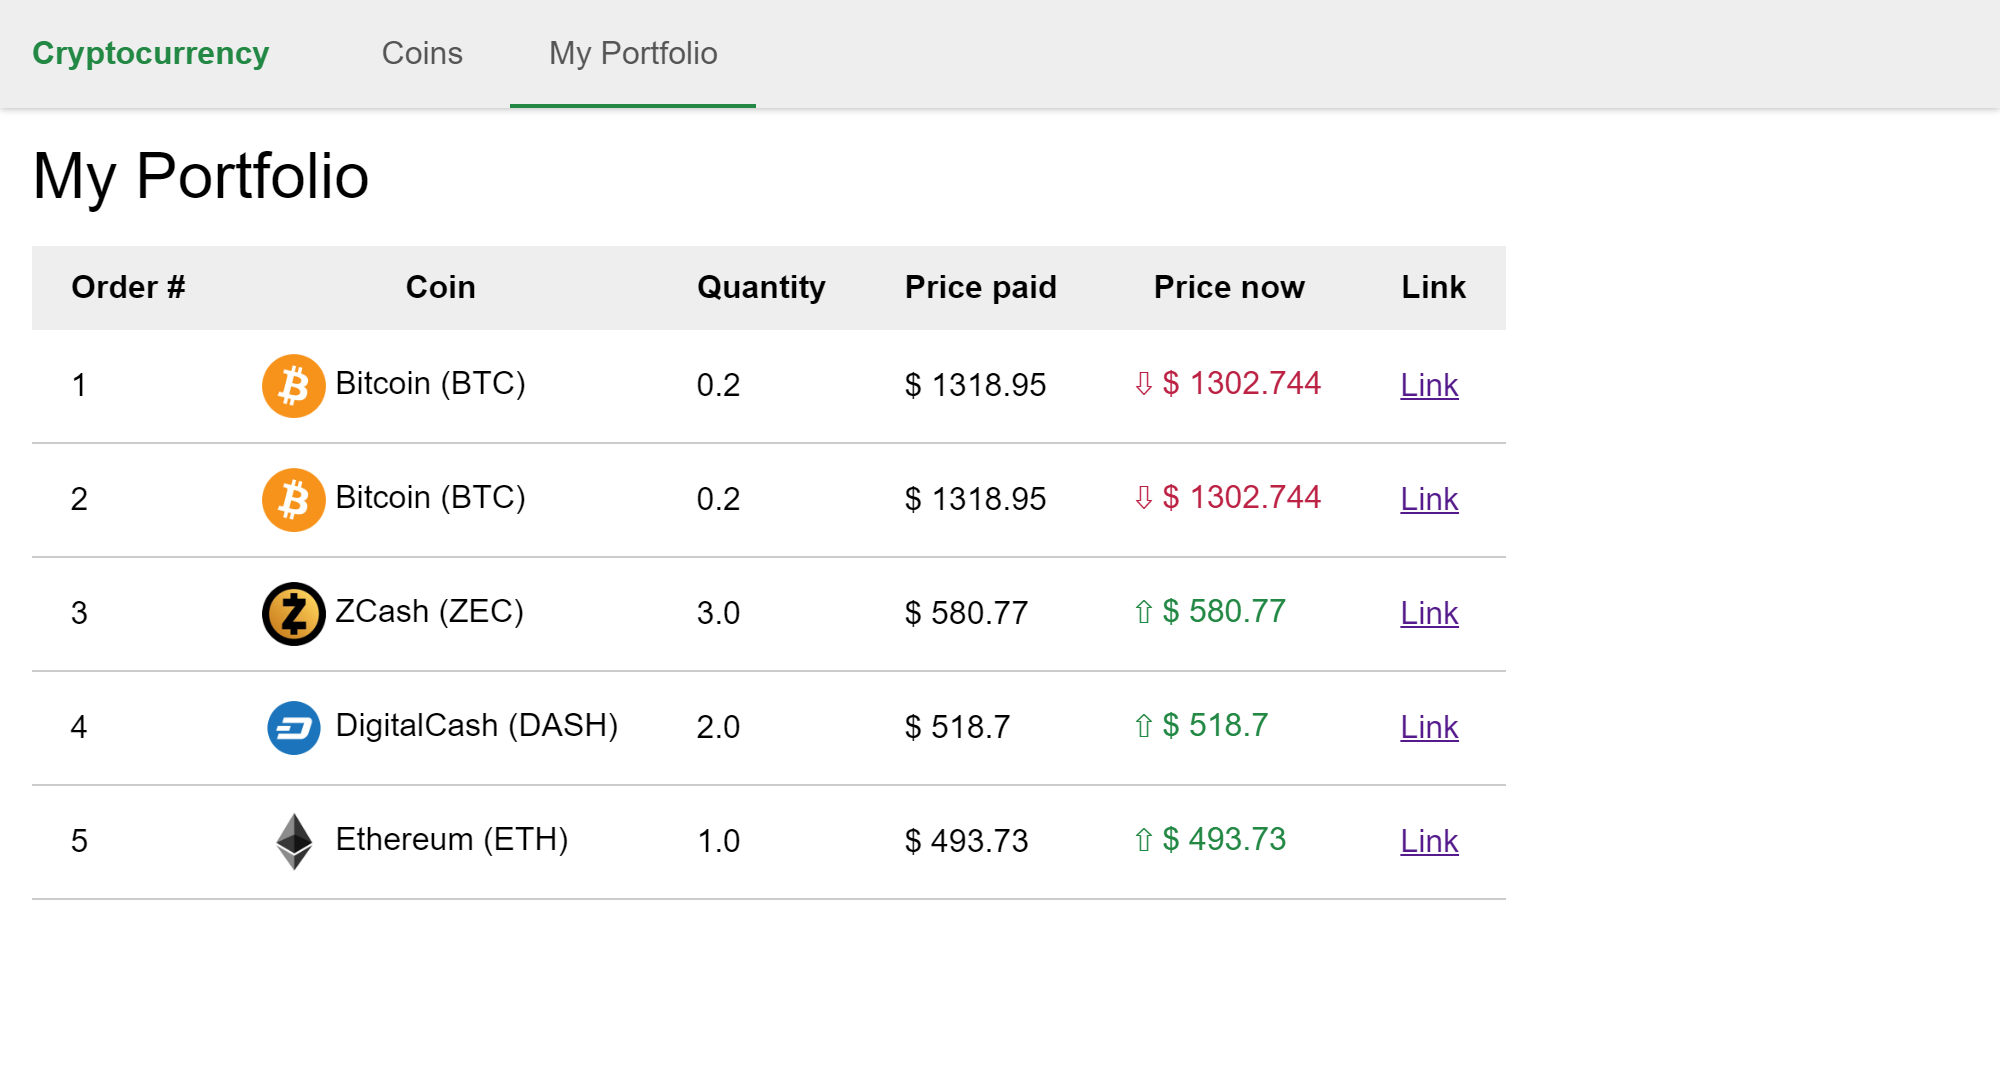 Cryptocurrency Coins My Portfolio
My Portfolio
Order # Coin Quantity Price paid Price now Link
1 Bitcoin (BTC) 0.2 $ 1318.95 ⇩ $ 1302.744 Link
2 Bitcoin (BTC) 0.2 $ 1318.95 ⇩ $ 1302.744 Link
3 ZCash (ZEC) 3.0 $ 580.77 ⇧ $ 580.77 Link
4 DigitalCash (DASH) 2.0 $ 518.7 ⇧ $ 518.7 Link
5 Ethereum (ETH) 1.0 $ 493.73 ⇧ $ 493.73 Link